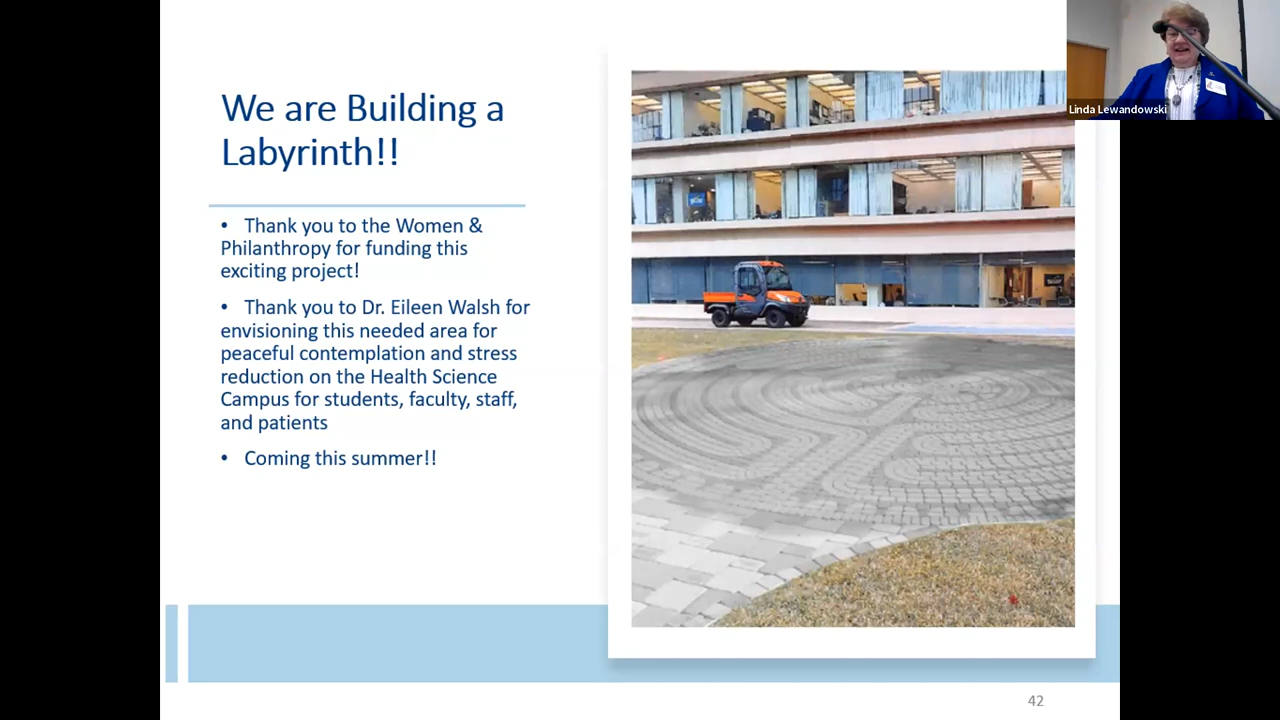 We are Building a
Labyrinth!!
• Thank you to the Women &
Philanthropy for funding this
exciting project!
• Thank you to Dr. Eileen Walsh for
envisioning this needed area for
peaceful contemplation and stress
reduction on the Health Science
Campus for students, faculty, staff,
and patients
• Coming this summer!!
Linda Lewandowski
42